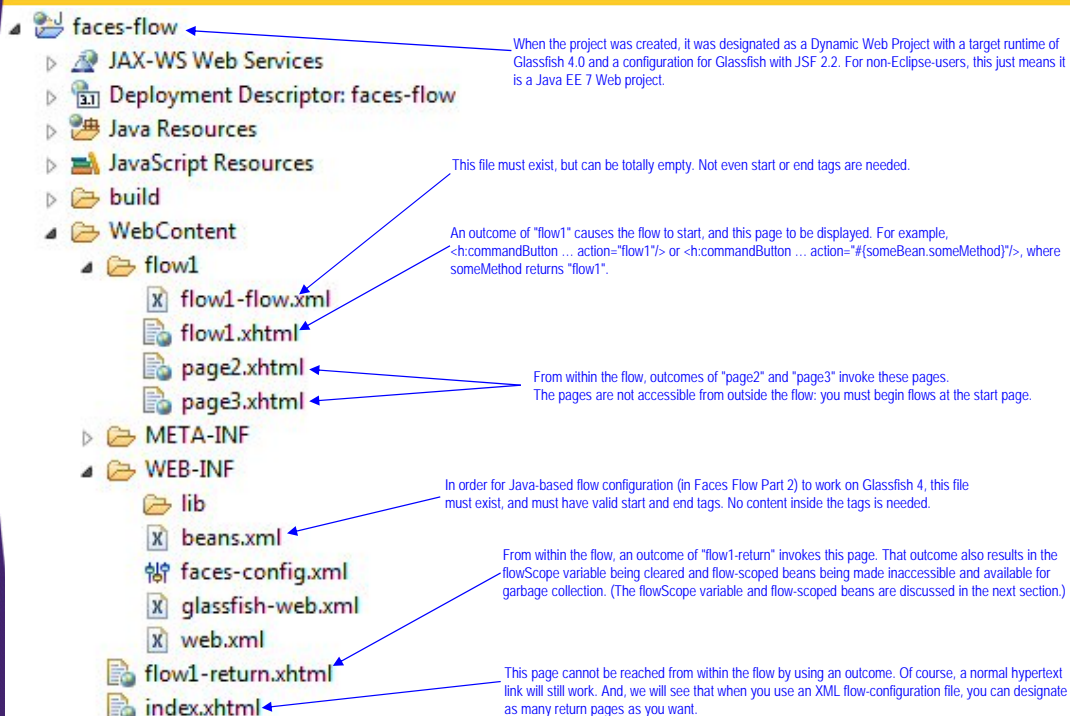 faces-flow
When the project was created, it was designated as a Dynamic Web Project with a target runtime of
Glassfish 4.0 and a configuration for Glassfish with JSF 2.2. For non-Eclipse-users, this just means it
is a Java EE 7 Web project.
JAX-WS Web Services
3.1 Deployment Descriptor: faces-flow
Java Resources
JavaScript Resources
This file must exist, but can be totally empty. Not even start or end tags are needed.
build
WebContent
An outcome of "flow1" causes the flow to start, and this page to be displayed. For example,
<h:commandButton … action="flow1"/> or <h:commandButton … action="#{someBean.someMethod}"/>, where
someMethod returns "flow1".
flow1
X flow1-flow.xml
flow1.xhtml
page2.xhtml
page3.xhtml
From within the flow, outcomes of "page2" and "page3" invoke these pages.
The pages are not accessible from outside the flow: you must begin flows at the start page.
META-INF
WEB-INF
In order for Java-based flow configuration (in Faces Flow Part 2) to work on Glassfish 4, this file
must exist, and must have valid start and end tags. No content inside the tags is needed.
lib
X beans.xml
faces-config.xml
X glassfish-web.xml
X web.xml
From within the flow, an outcome of "flow1-return" invokes this page. That outcome also results in the
flowScope variable being cleared and flow-scoped beans being made inaccessible and available for
garbage collection. (The flowScope variable and flow-scoped beans are discussed in the next section.)
flow1-return.xhtml
index.xhtml
This page cannot be reached from within the flow by using an outcome. Of course, a normal hypertext
link will still work. And, we will see that when you use an XML flow-configuration file, you can designate
as many return pages as you want.